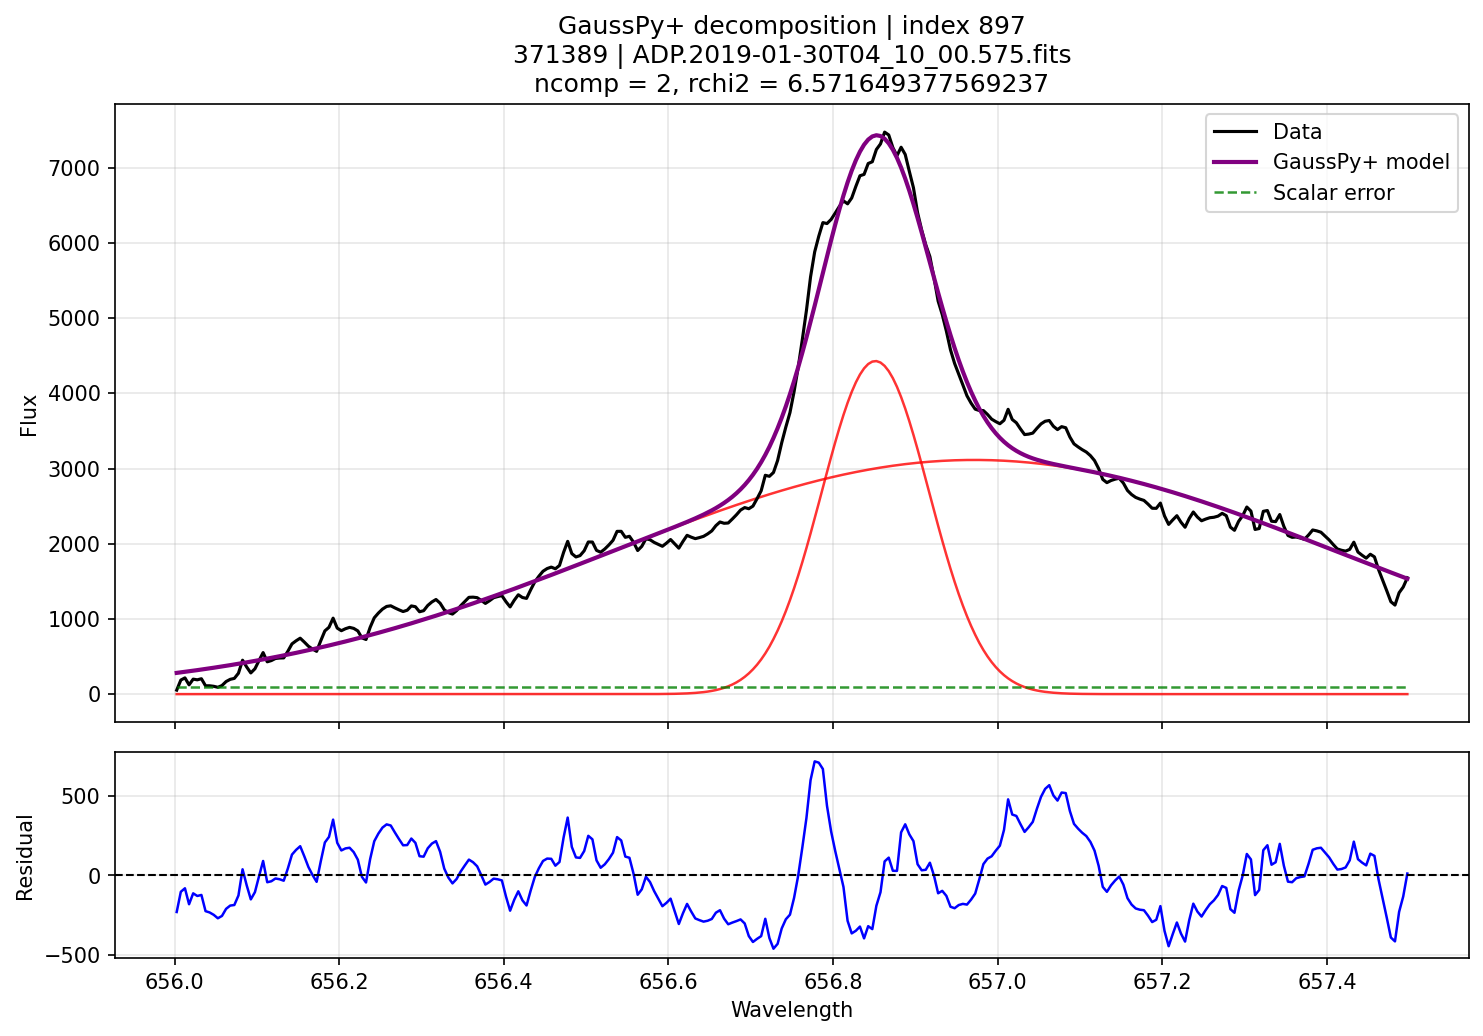 GaussPy+ decomposition | index 897
371389 | ADP.2019-01-30T04_10_00.575.fits
ncomp = 2, rchi2 = 6.571649377569237
Data
GaussPy+ model
Scalar error
Flux
7000
6000
5000
4000
3000
2000
1000
0
Residual
500
0
−500
656.0 656.2 656.4 656.6 656.8 657.0 657.2 657.4
Wavelength